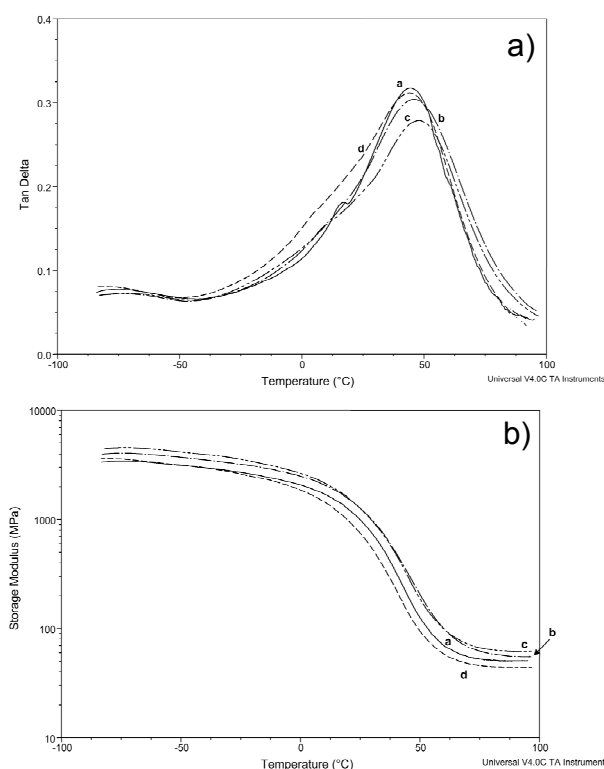 0.4
a)
a
0.3
b
c
d
Tan Delta
0.2
0.1
0.0
-100
-50
0
50
100
Temperature (°C)
Universal V4.0C TA Instruments
10000
b)
1000
Storage Modulus (MPa)
100
b
c
a
d
10
-100
-50
0
50
100
Temperature (°C)
Universal V4.0C TA Instruments